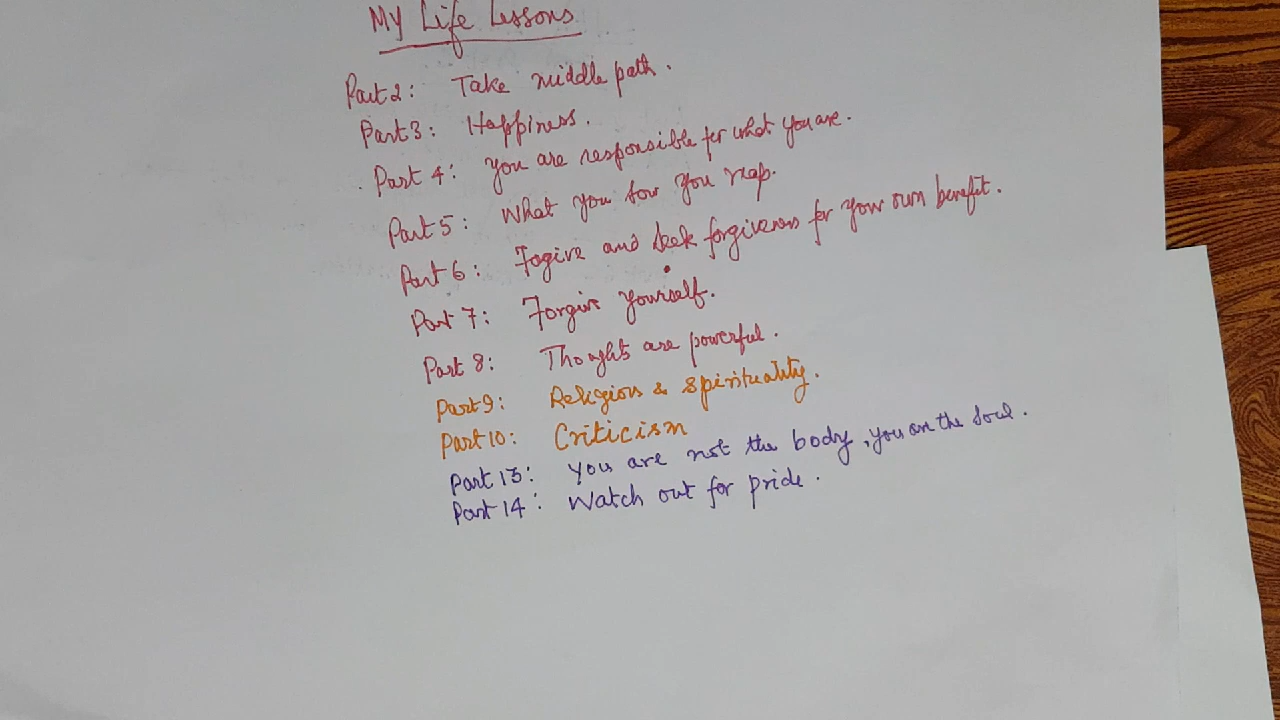 My Life Lessons
Part 2: Take middle path.
Part 3: Happiness.
Part 4: You are responsible for what you are.
Part 5: What you sow you reap.
Part 6: Fogive and seek forgiveness for your own benefit.
Part 7: Forgive yourself.
Part 8: Thoughts are powerful.
Part 9: Religion & spirituality.
Part 10: Criticism
Part 13: You are not the body, you are the soul.
Part 14: Watch out for pride.